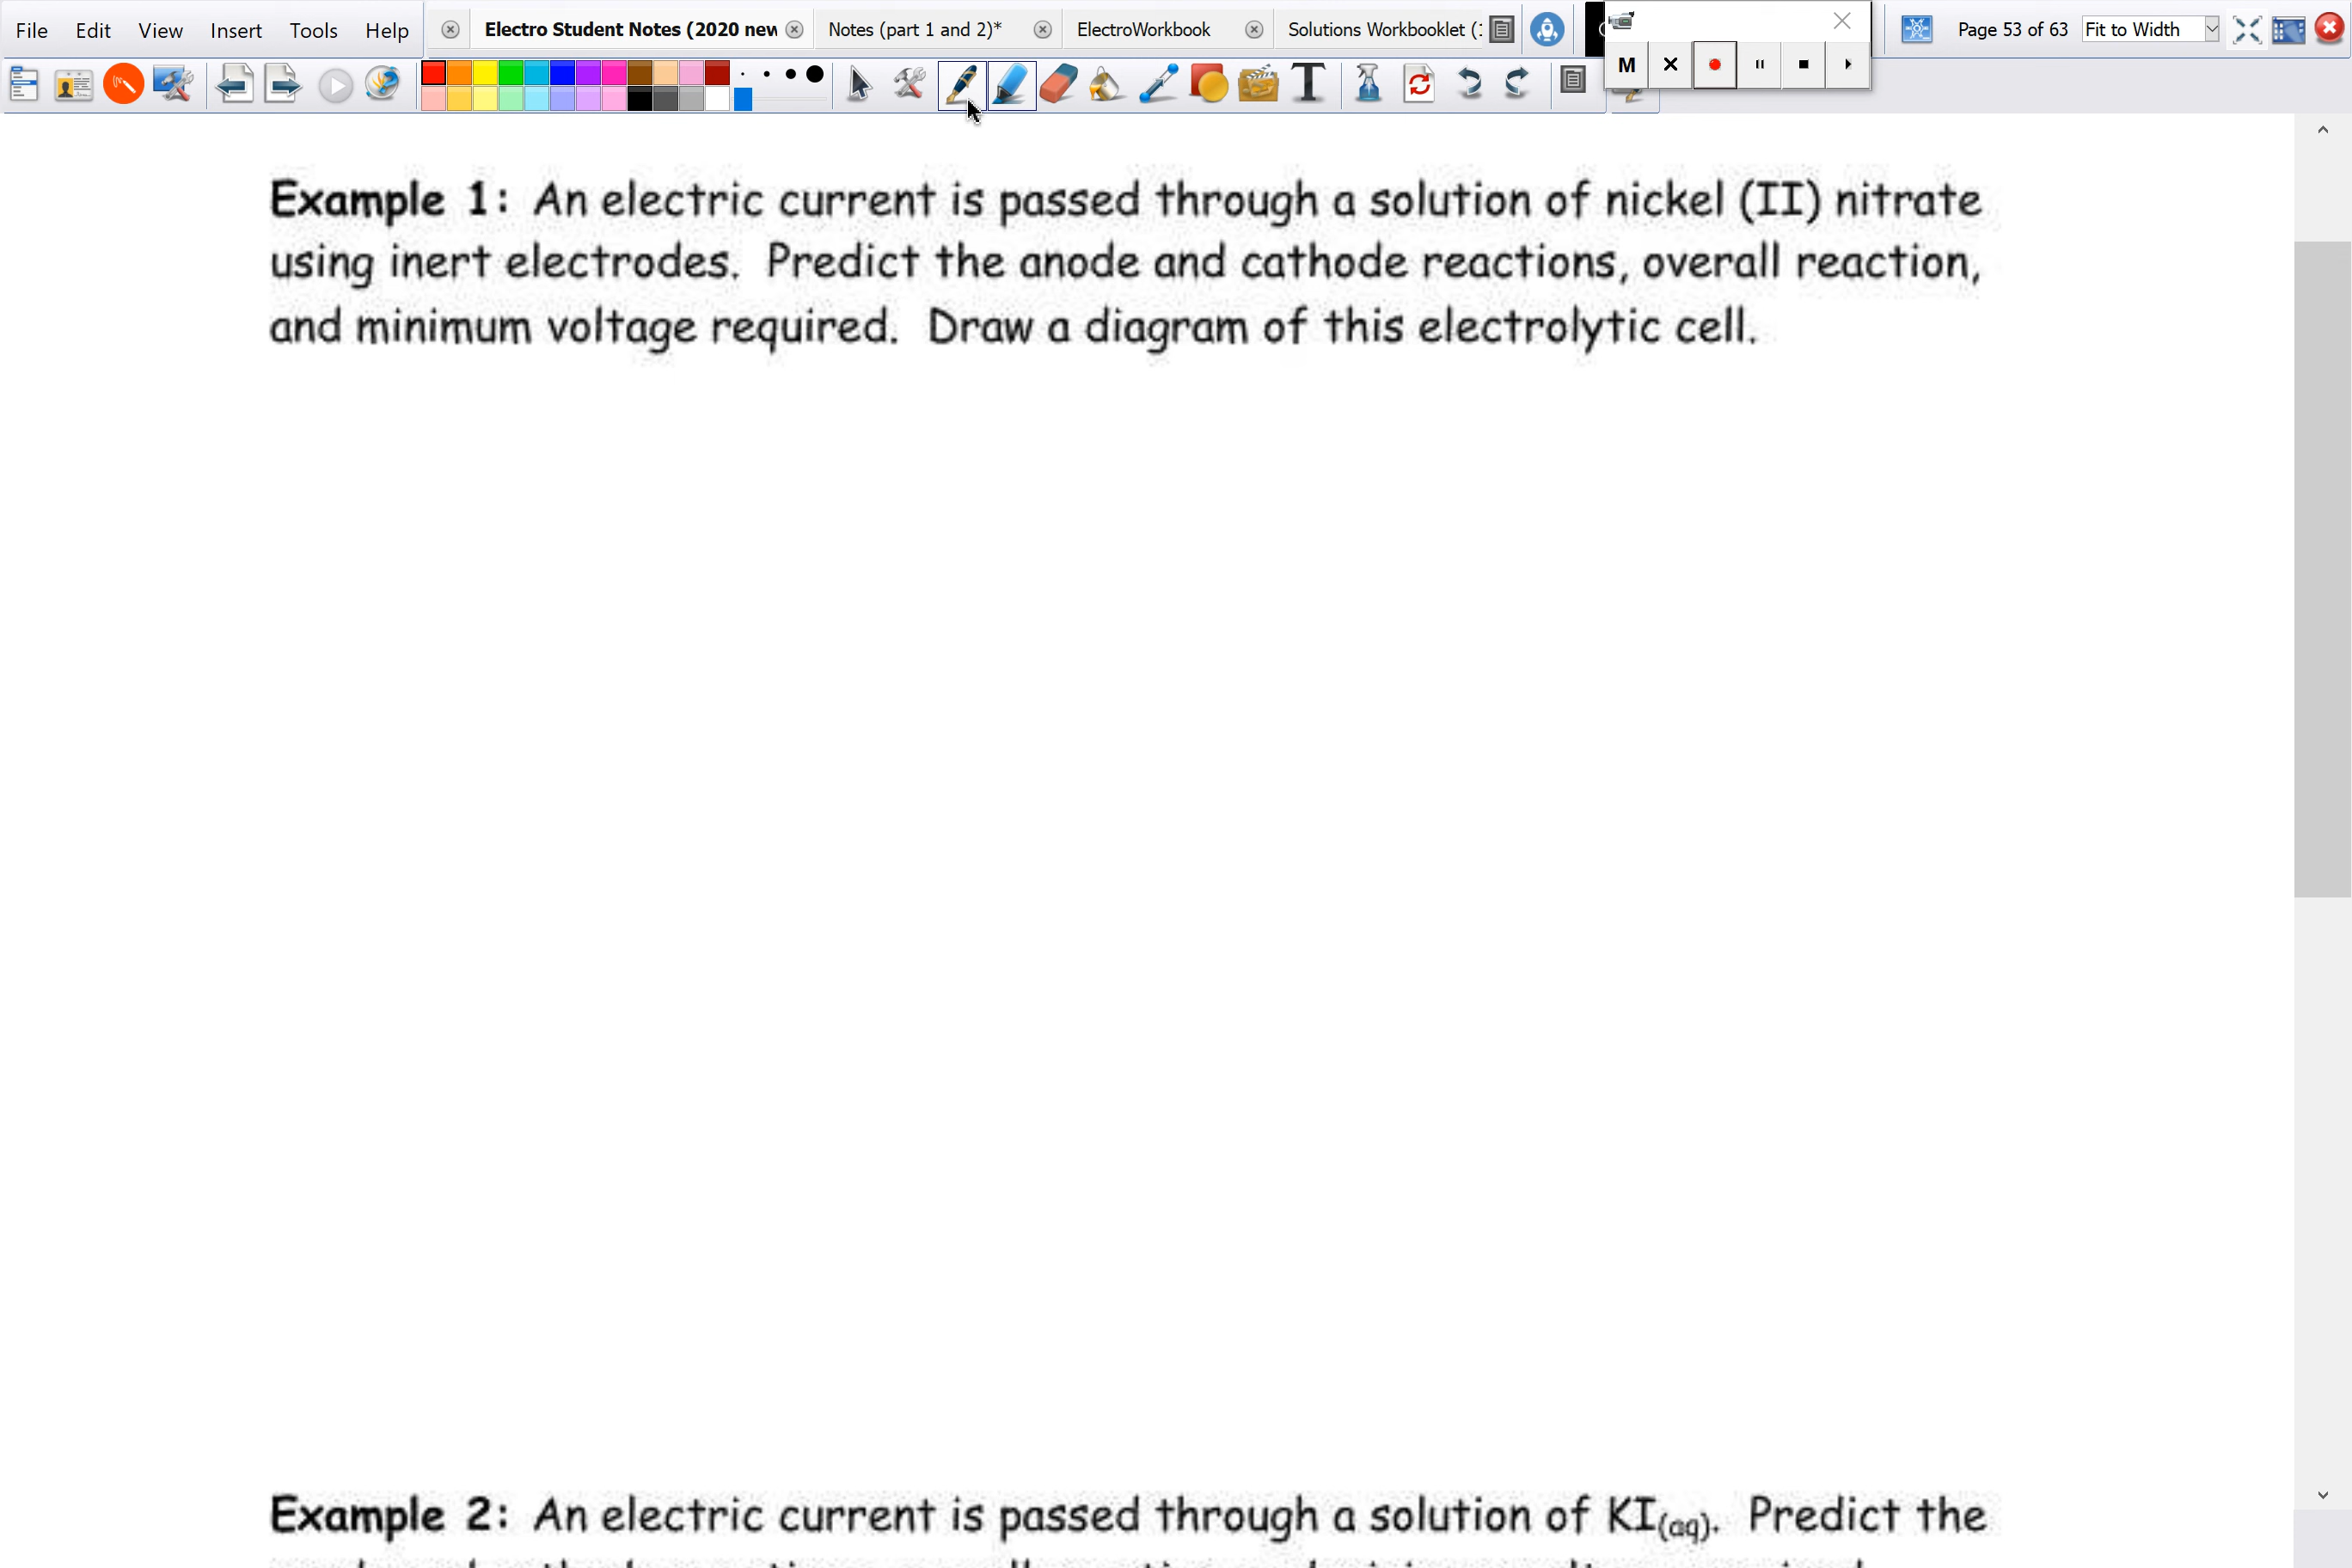 File Edit View Insert Tools Help
Electro Student Notes (2020 new
Notes (part 1 and 2)*
ElectroWorkbook
Solutions Workbooklet (1
Page 53 of 63
Fit to Width
M
T
Example 1: An electric current is passed through a solution of nickel (II) nitrate
using inert electrodes. Predict the anode and cathode reactions, overall reaction,
and minimum voltage required. Draw a diagram of this electrolytic cell.
Example 2: An electric current is passed through a solution of KI(aq). Predict the